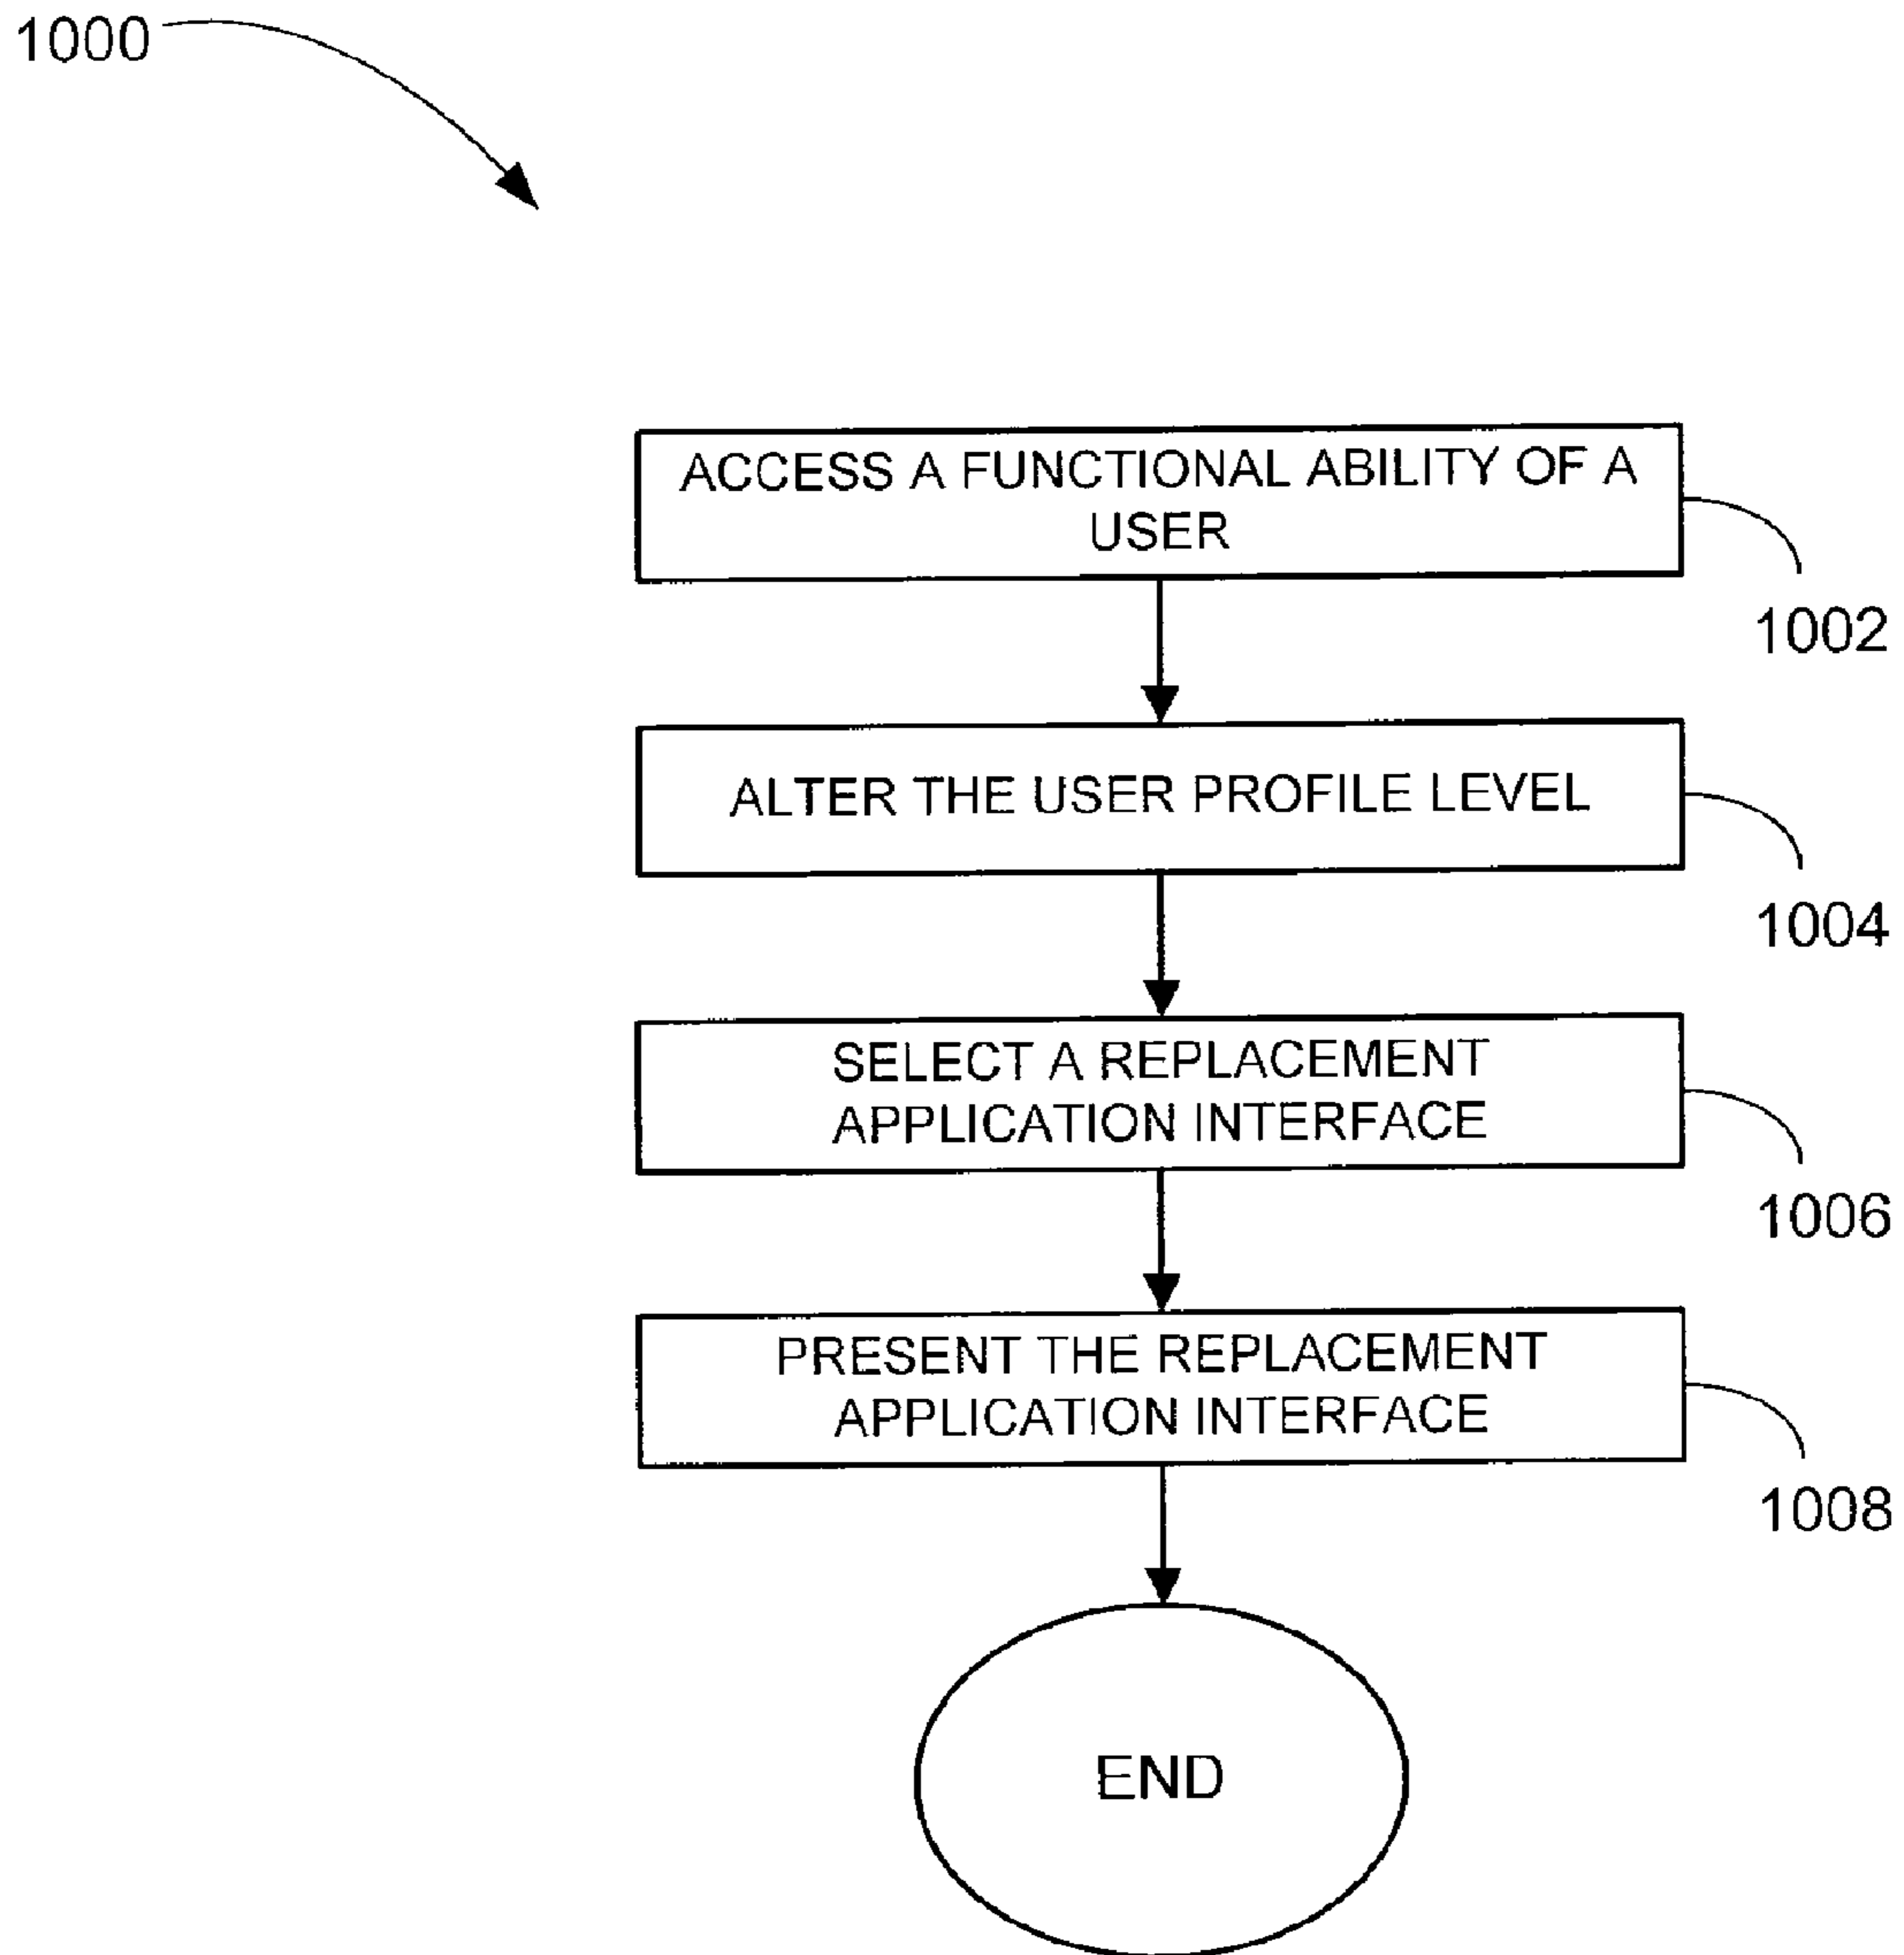 1000
ACCESS A FUNCTIONAL ABILITY OF A
USER
1002
ALTER THE USER PROFILE LEVEL
1004
SELECT A REPLACEMENT
APPLICATION INTERFACE
1006
PRESENT THE REPLACEMENT
APPLICATION INTERFACE
1008
END